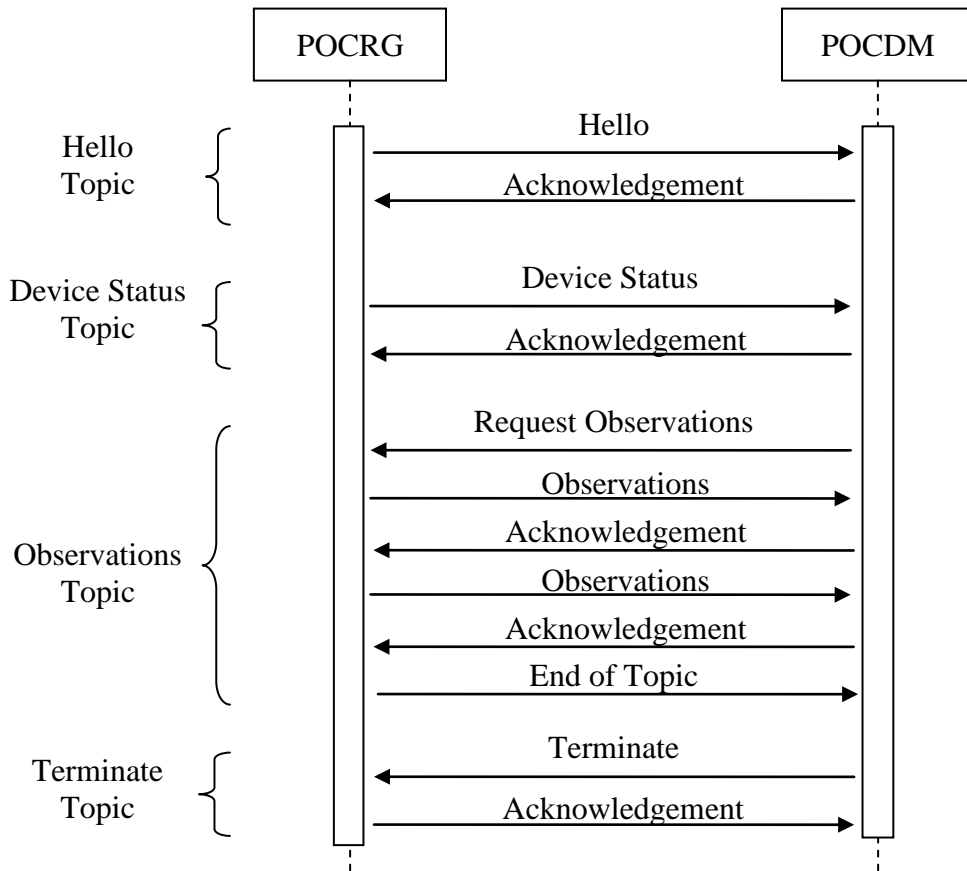 POCRG
POCDM
Hello
Topic
Hello
Acknowledgement
Device Status
Topic
Device Status
Acknowledgement
Observations
Topic
Request Observations
Observations
Acknowledgement
Observations
Acknowledgement
End of Topic
Terminate
Topic
Terminate
Acknowledgement